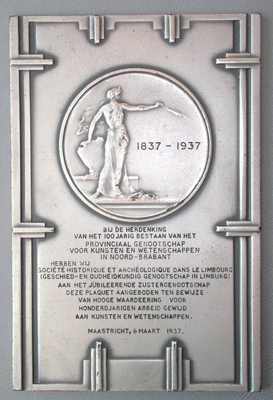 1837 - 1937
BIJ DE HERDENKING
VAN HET 100 JARIG BESTAAN VAN HET
PROVINCIAAL GENOOTSCHAP
VOOR KUNSTEN EN WETENSCHAPPEN
IN NOORD-BRABANT
HEBBEN WIJ
SOCIÉTÉ HISTORIQUE ET ARCHÉOLOGIQUE DANS LE LIMBOURG
(GESCHIED- EN OUDHEIDKUNDIG GENOOTSCHAP IN LIMBURG)
AAN HET JUBILEERENDE ZUSTERGENOOTSCHAP
DEZE PLAQUET AANGEBODEN TEN BEWIJZE
VAN HOOGE WAARDEERING VOOR
HONDERDJARIGEN ARBEID GEWIJD
AAN KUNSTEN EN WETENSCHAPPEN.
MAASTRICHT, 6 MAART 1937.